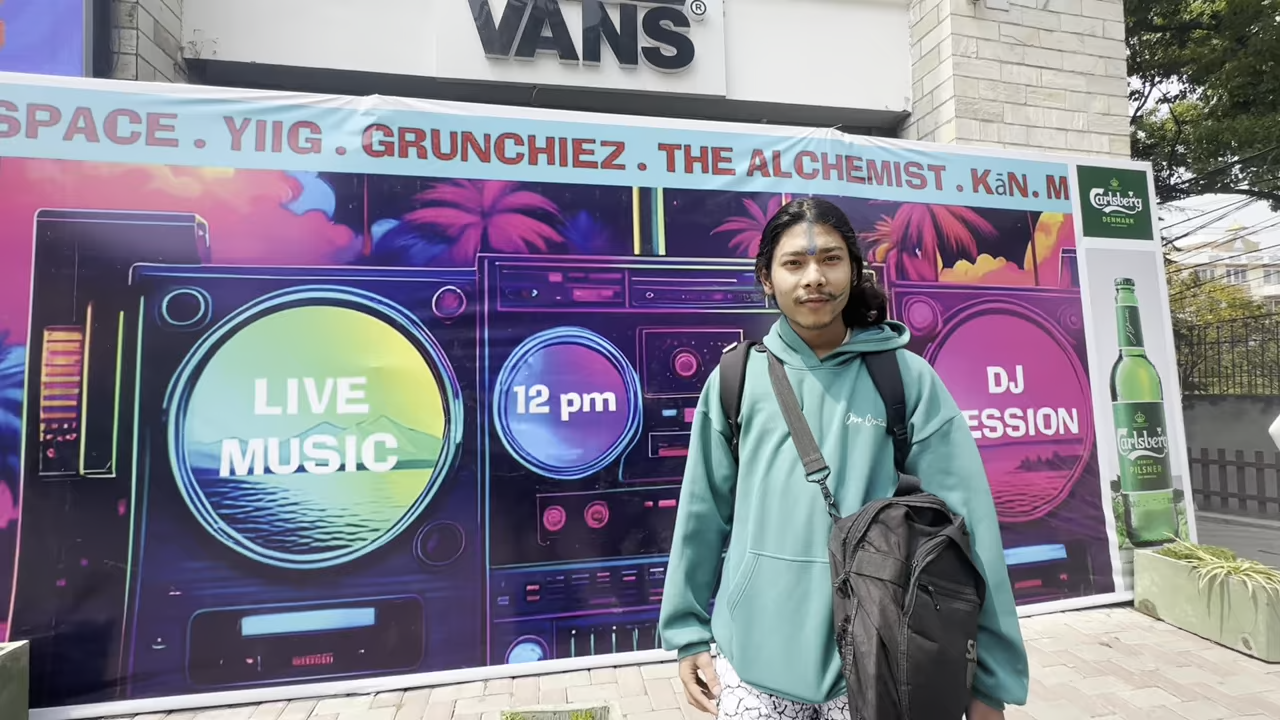 VANS®
SPACE . YIIG . GRUNCHIEZ . THE ALCHEMIST . KāN. M
Carlsberg
DENMARK
LIVE
MUSIC
12 pm
DJ
ESSION
Carlsberg
PILSNER